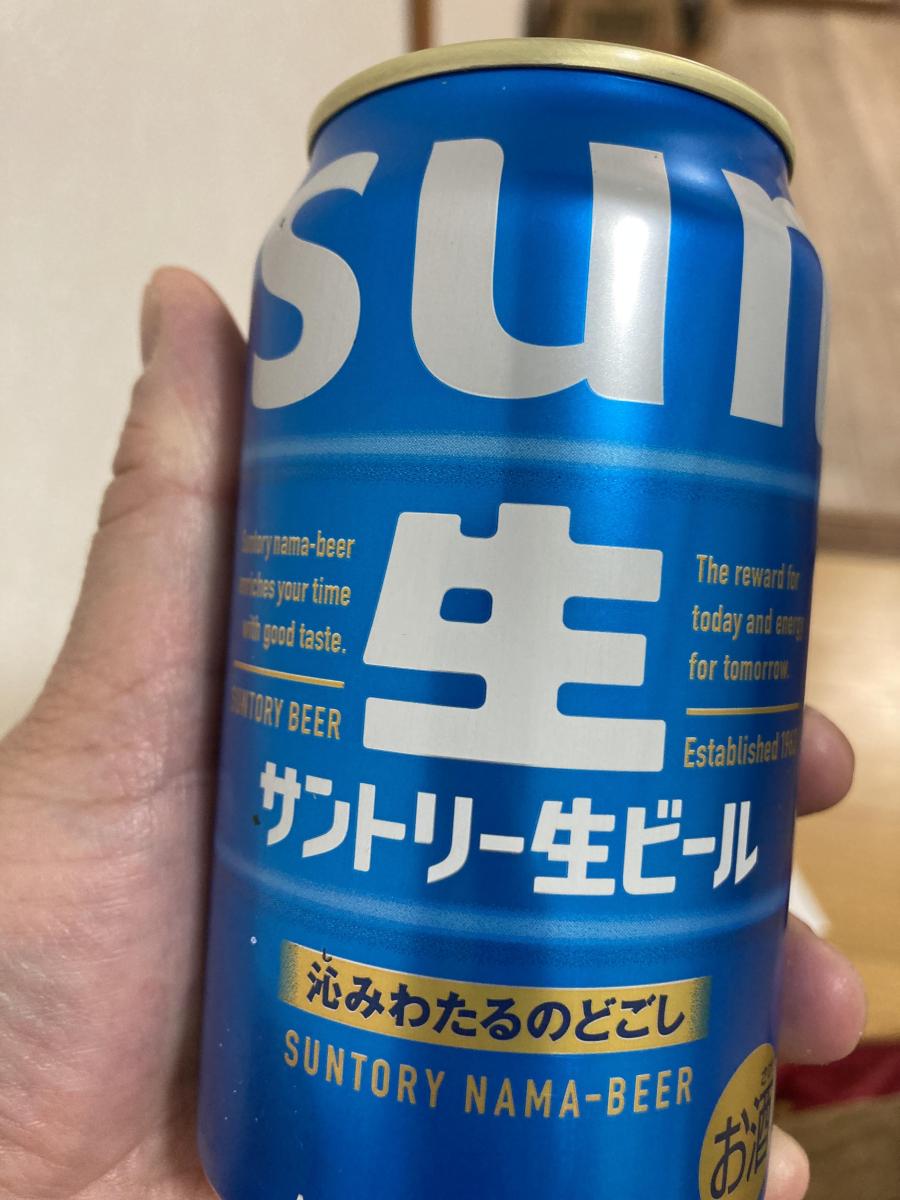 sun
生
Suntory nama-beer
enriches your time
with good taste.
SUNTORY BEER
The reward for
today and energy
for tomorrow.
Established
サントリー生ビール
沁みわたるのどごし
し
SUNTORY NAMA-BEER
お酒